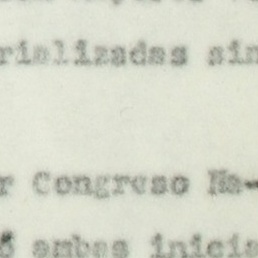 rializadas sin
r Congreso Na-
ambas inicia